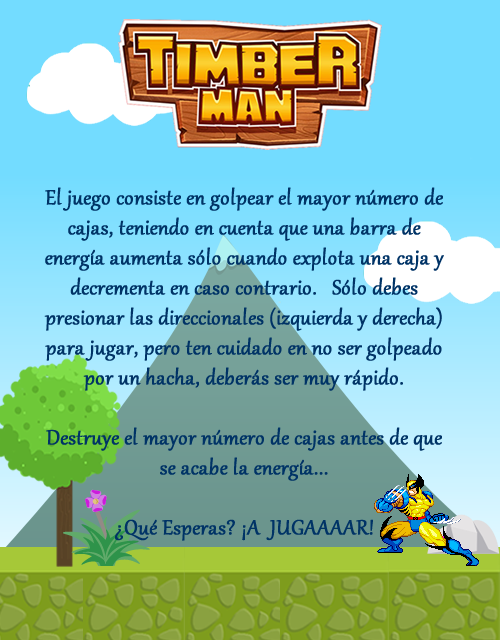 TIMBER
MAN
El juego consiste en golpear el mayor número de
cajas, teniendo en cuenta que una barra de
energía aumenta sólo cuando explota una caja y
decrementa en caso contrario. Sólo debes
presionar las direccionales (izquierda y derecha)
para jugar, pero ten cuidado en no ser golpeado
por un hacha, deberás ser muy rápido.
Destruye el mayor número de cajas antes de que
se acabe la energía...
¿Qué Esperas? ¡A JUGAAAAR!